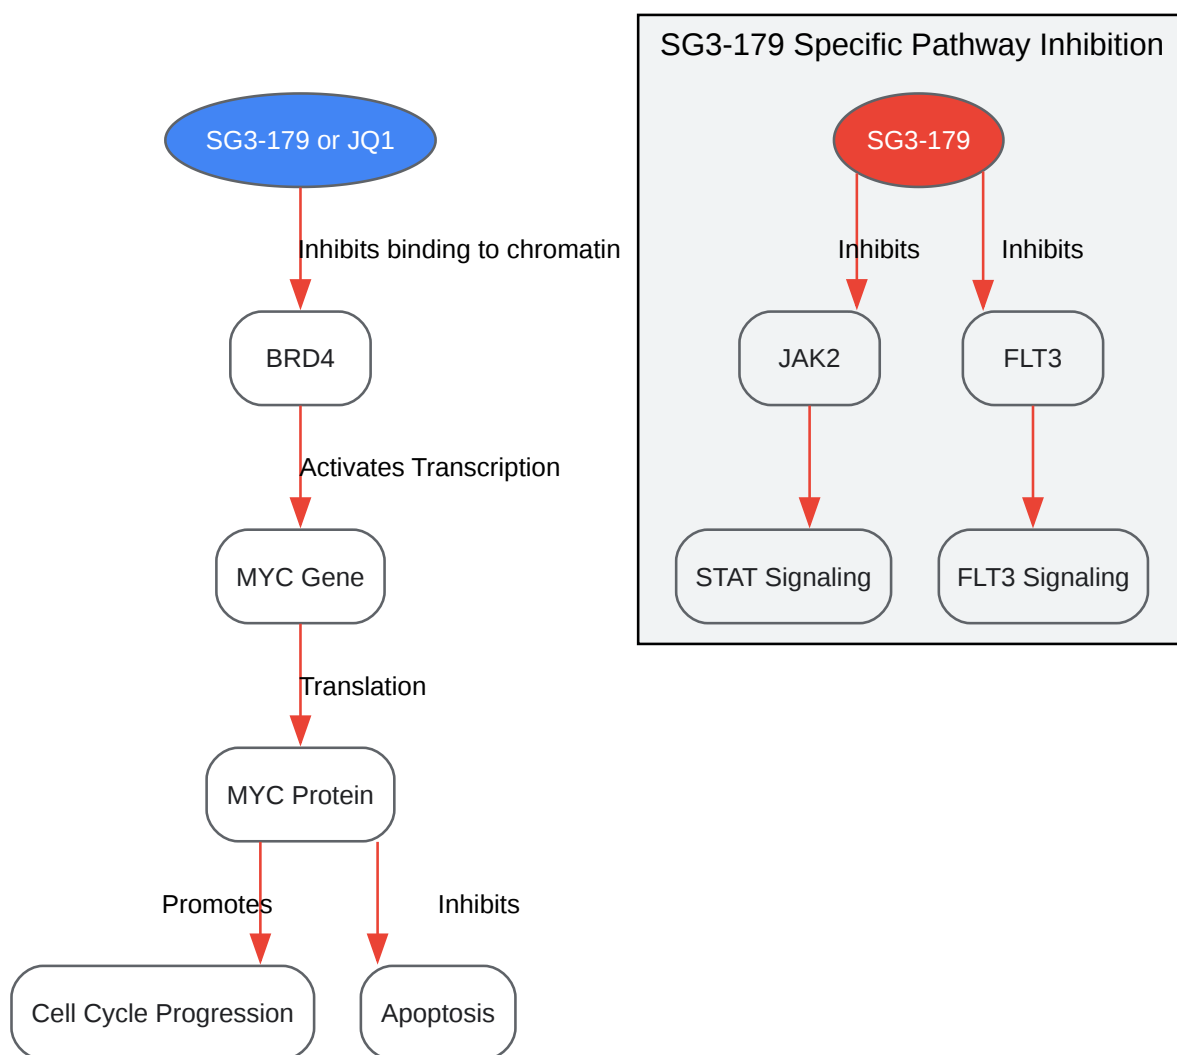 SG3-179 or JQ1
Inhibits binding to chromatin
BRD4
Activates Transcription
MYC Gene
Translation
MYC Protein
Promotes
Inhibits
Cell Cycle Progression
Apoptosis
SG3-179 Specific Pathway Inhibition
SG3-179
Inhibits
Inhibits
JAK2
FLT3
STAT Signaling
FLT3 Signaling